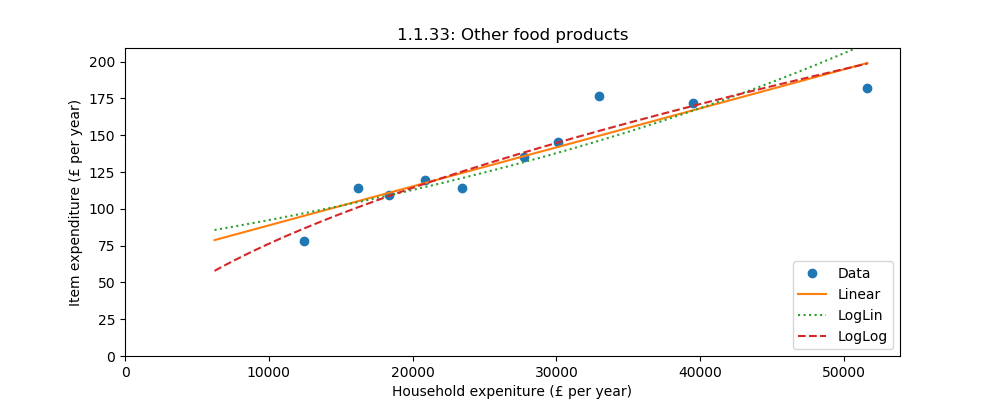 1.1.33: Other food products
Item expenditure (£ per year)
200
175
150
125
100
75
50
25
0
0 10000 20000 30000 40000 50000
Household expeniture (£ per year)
Data
Linear
LogLin
LogLog